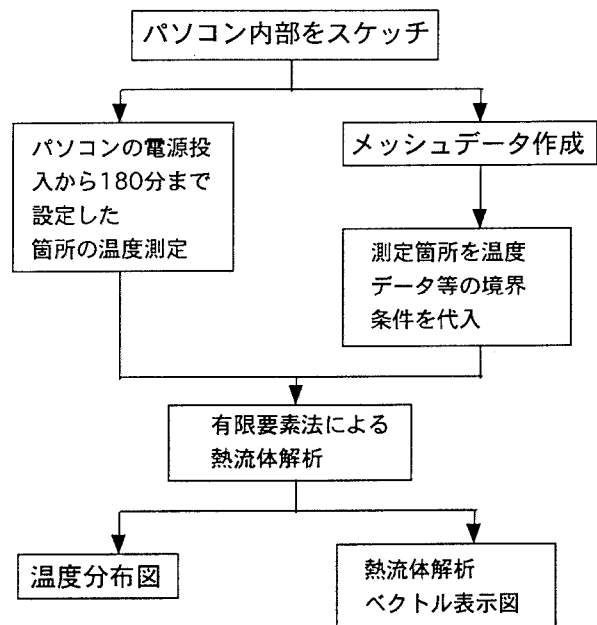 パソコン内部をスケッチ
パソコンの電源投
入から180分まで
設定した
箇所の温度測定
メッシュデータ作成
測定箇所を温度
データ等の境界
条件を代入
有限要素法による
熱流体解析
温度分布図
熱流体解析
ベクトル表示図